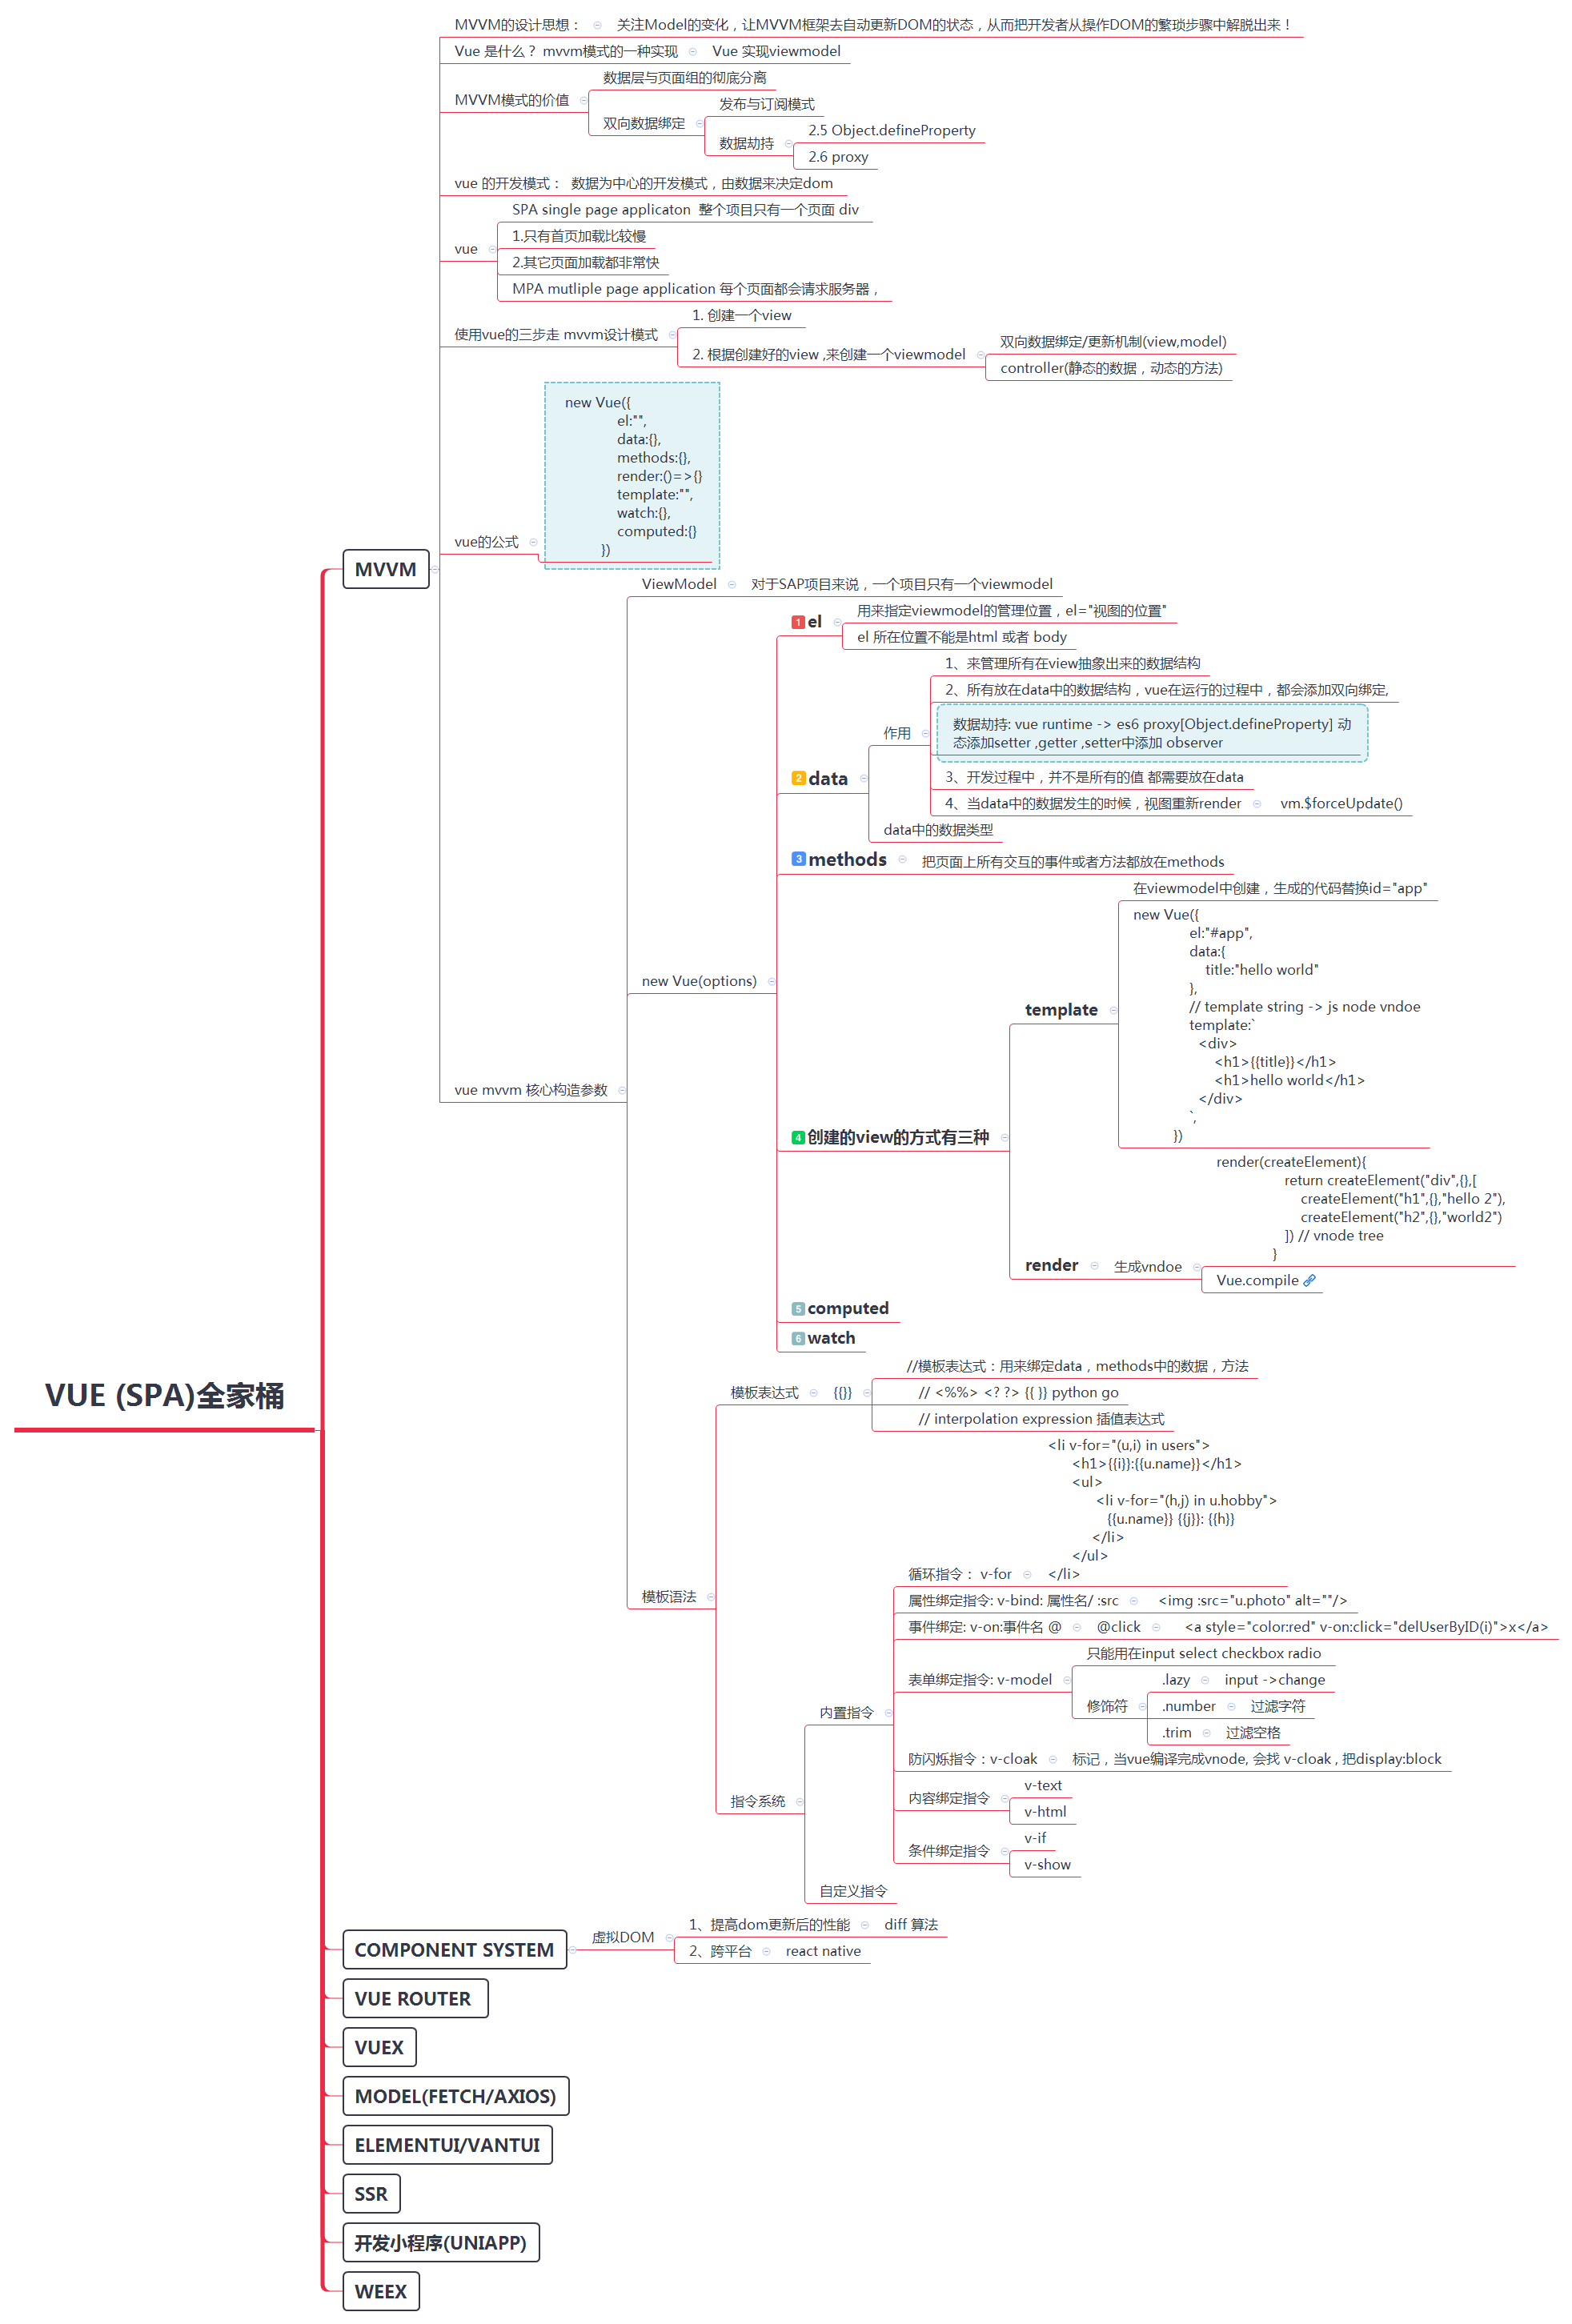 VUE (SPA)全家桶
MVVM
MVVM的设计思想： 关注Model的变化，让MVVM框架去自动更新DOM的状态，从而把开发者从操作DOM的繁琐步骤中解脱出来！
Vue 是什么？ mvvm模式的一种实现 Vue 实现viewmodel
MVVM模式的价值
数据层与页面组的彻底分离
双向数据绑定
发布与订阅模式
数据劫持
2.5 Object.defineProperty
2.6 proxy
vue 的开发模式： 数据为中心的开发模式，由数据来决定dom
vue
SPA single page applicaton 整个项目只有一个页面 div
1.只有首页加载比较慢
2.其它页面加载都非常快
MPA mutliple page application 每个页面都会请求服务器，
使用vue的三步走 mvvm设计模式
1. 创建一个view
2. 根据创建好的view ,来创建一个viewmodel
双向数据绑定/更新机制(view,model)
controller(静态的数据，动态的方法)
vue的公式
new Vue({
el:"",
data:{},
methods:{},
render:()=>{}
template:"",
watch:{},
computed:{}
})
vue mvvm 核心构造参数
ViewModel 对于SAP项目来说，一个项目只有一个viewmodel
new Vue(options)
1 el
用来指定viewmodel的管理位置，el="视图的位置"
el 所在位置不能是html 或者 body
2 data
作用
1、来管理所有在view抽象出来的数据结构
2、所有放在data中的数据结构，vue在运行的过程中，都会添加双向绑定,
数据劫持: vue runtime -> es6 proxy[Object.defineProperty] 动
态添加setter ,getter ,setter中添加 observer
3、开发过程中，并不是所有的值 都需要放在data
4、当data中的数据发生的时候，视图重新render vm.$forceUpdate()
data中的数据类型
3 methods 把页面上所有交互的事件或者方法都放在methods
4 创建的view的方式有三种
template
在viewmodel中创建，生成的代码替换id="app"
new Vue({
el:"#app",
data:{
title:"hello world"
},
// template string -> js node vndoe
template:`
<div>
<h1>{{title}}</h1>
<h1>hello world</h1>
</div>
`,
})
render 生成vndoe
render(createElement){
return createElement("div",{},[
createElement("h1",{},"hello 2"),
createElement("h2",{},"world2")
]) // vnode tree
}
Vue.compile
5 computed
6 watch
模板语法
模板表达式 {{}}
//模板表达式：用来绑定data，methods中的数据，方法
// <%%> <? ?> {{ }} python go
// interpolation expression 插值表达式
指令系统
内置指令
循环指令： v-for
<li v-for="(u,i) in users">
<h1>{{i}}:{{u.name}}</h1>
<ul>
<li v-for="(h,j) in u.hobby">
{{u.name}} {{j}}: {{h}}
</li>
</ul>
</li>
属性绑定指令: v-bind: 属性名/ :src <img :src="u.photo" alt=""/>
事件绑定: v-on:事件名 @ @click <a style="color:red" v-on:click="delUserByID(i)">x</a>
表单绑定指令: v-model
只能用在input select checkbox radio
修饰符
.lazy input ->change
.number 过滤字符
.trim 过滤空格
防闪烁指令：v-cloak 标记，当vue编译完成vnode, 会找 v-cloak , 把display:block
内容绑定指令
v-text
v-html
条件绑定指令
v-if
v-show
自定义指令
COMPONENT SYSTEM
虚拟DOM
1、提高dom更新后的性能 diff 算法
2、跨平台 react native
VUE ROUTER
VUEX
MODEL(FETCH/AXIOS)
ELEMENTUI/VANTUI
SSR
开发小程序(UNIAPP)
WEEX